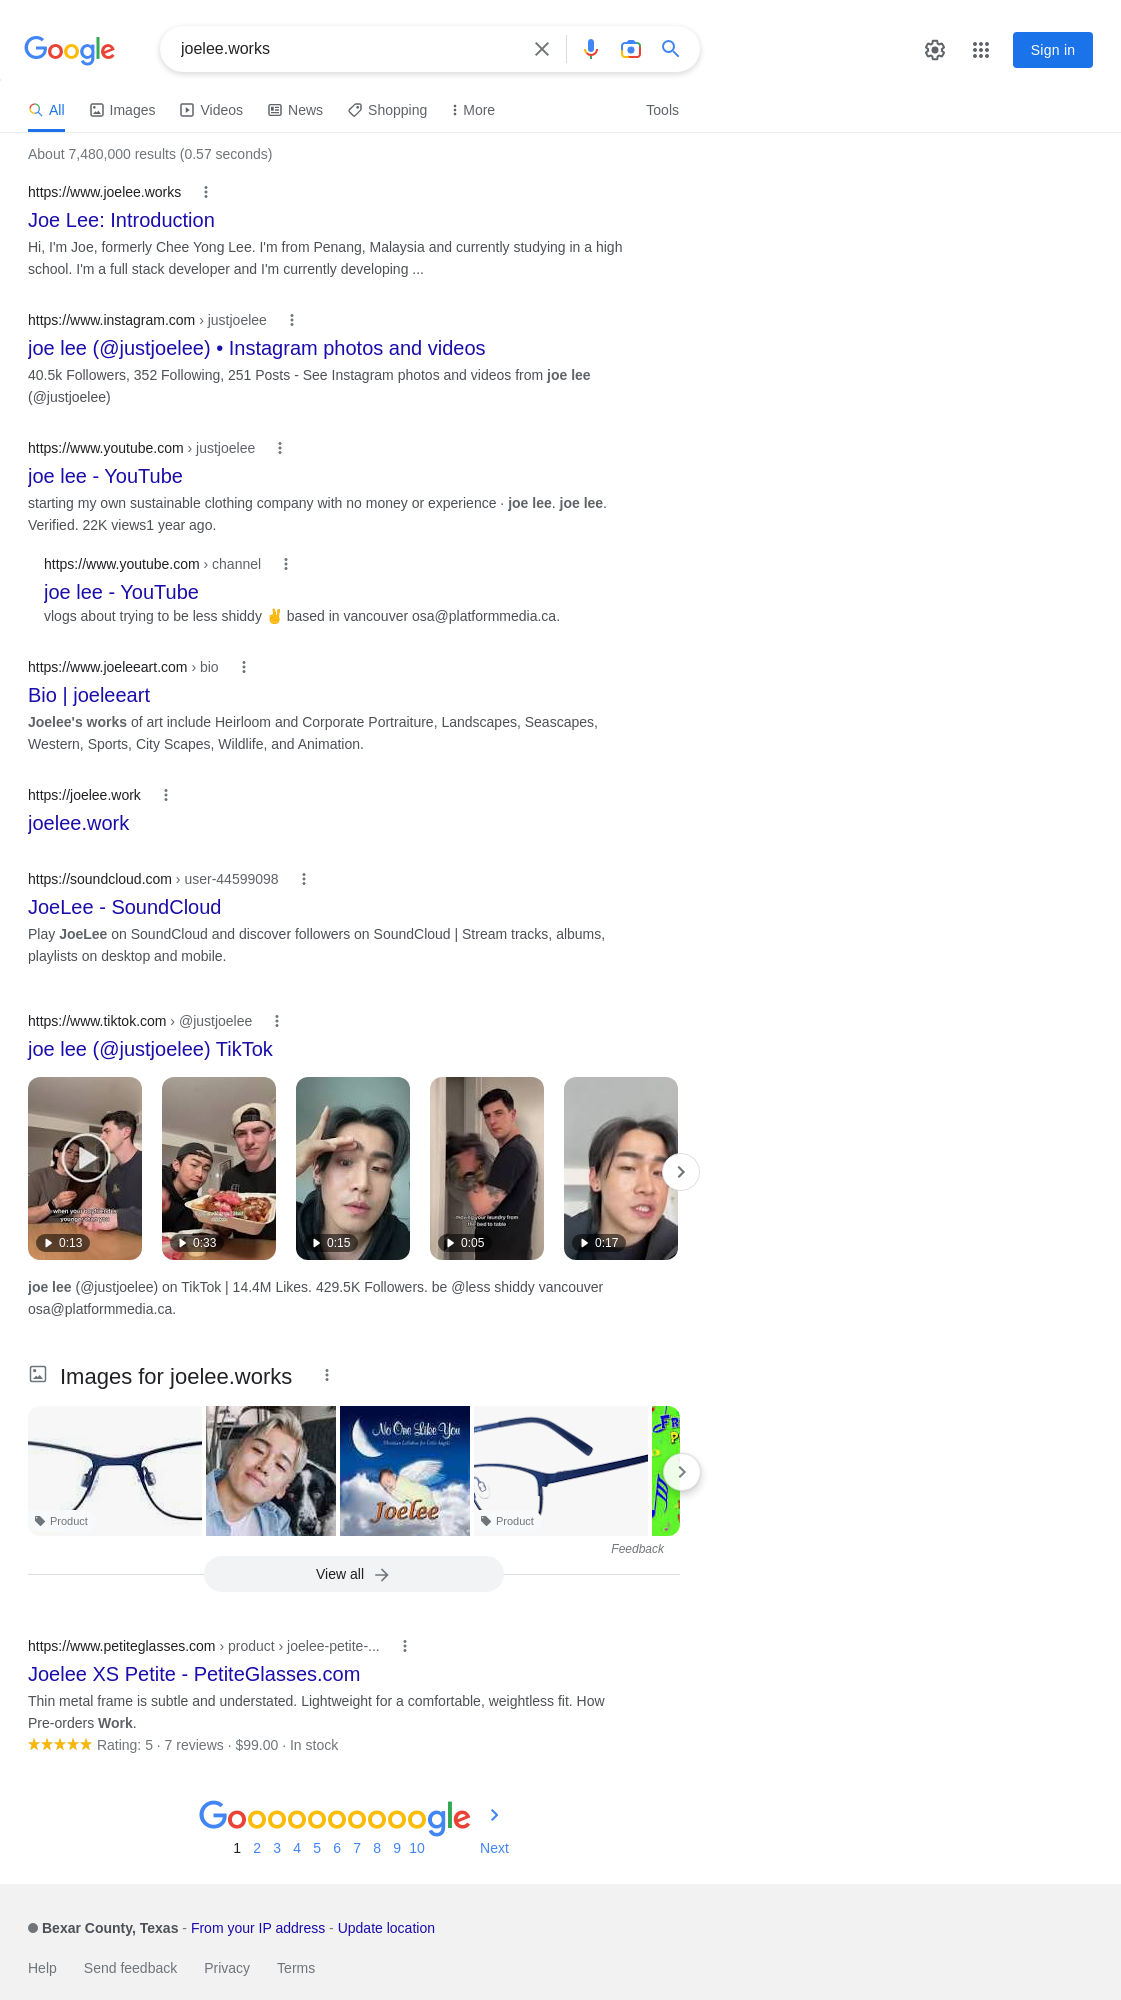 Google
joelee.works
Sign in
All
Images
Videos
News
Shopping
More
Tools
About 7,480,000 results (0.57 seconds)
https://www.joelee.works
Joe Lee: Introduction
Hi, I'm Joe, formerly Chee Yong Lee. I'm from Penang, Malaysia and currently studying in a high
school. I'm a full stack developer and I'm currently developing ...
https://www.instagram.com › justjoelee
joe lee (@justjoelee) • Instagram photos and videos
40.5k Followers, 352 Following, 251 Posts - See Instagram photos and videos from joe lee
(@justjoelee)
https://www.youtube.com › justjoelee
joe lee - YouTube
starting my own sustainable clothing company with no money or experience · joe lee. joe lee.
Verified. 22K views1 year ago.
https://www.youtube.com › channel
joe lee - YouTube
vlogs about trying to be less shiddy ✌️ based in vancouver osa@platformmedia.ca.
https://www.joeleeart.com › bio
Bio | joeleeart
Joelee's works of art include Heirloom and Corporate Portraiture, Landscapes, Seascapes,
Western, Sports, City Scapes, Wildlife, and Animation.
https://joelee.work
joelee.work
https://soundcloud.com › user-44599098
JoeLee - SoundCloud
Play JoeLee on SoundCloud and discover followers on SoundCloud | Stream tracks, albums,
playlists on desktop and mobile.
https://www.tiktok.com › @justjoelee
joe lee (@justjoelee) TikTok
when your boyfriend is
younger than you
moving your laundry from
the bed to table
0:13
0:33
0:15
0:05
0:17
joe lee (@justjoelee) on TikTok | 14.4M Likes. 429.5K Followers. be @less shiddy vancouver
osa@platformmedia.ca.
Images for joelee.works
No One Like You
Joelee
Product
Product
Feedback
View all
https://www.petiteglasses.com › product › joelee-petite-...
Joelee XS Petite - PetiteGlasses.com
Thin metal frame is subtle and understated. Lightweight for a comfortable, weightless fit. How
Pre-orders Work.
Rating: 5 · 7 reviews · $99.00 · In stock
Goooooooooogle
1 2 3 4 5 6 7 8 9 10 Next
Bexar County, Texas - From your IP address - Update location
Help
Send feedback
Privacy
Terms